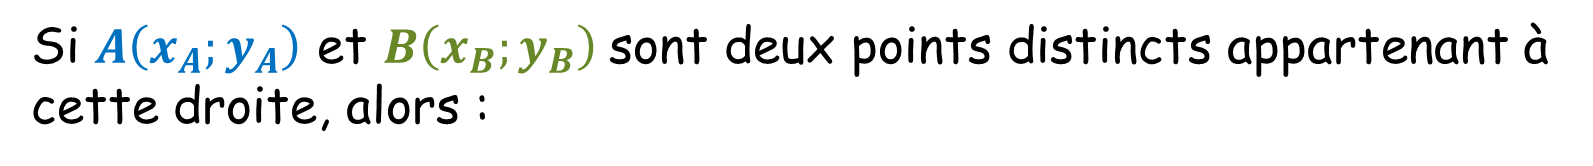 Si A(x_A; y_A) et B(x_B; y_B) sont deux points distincts appartenant à
cette droite, alors :